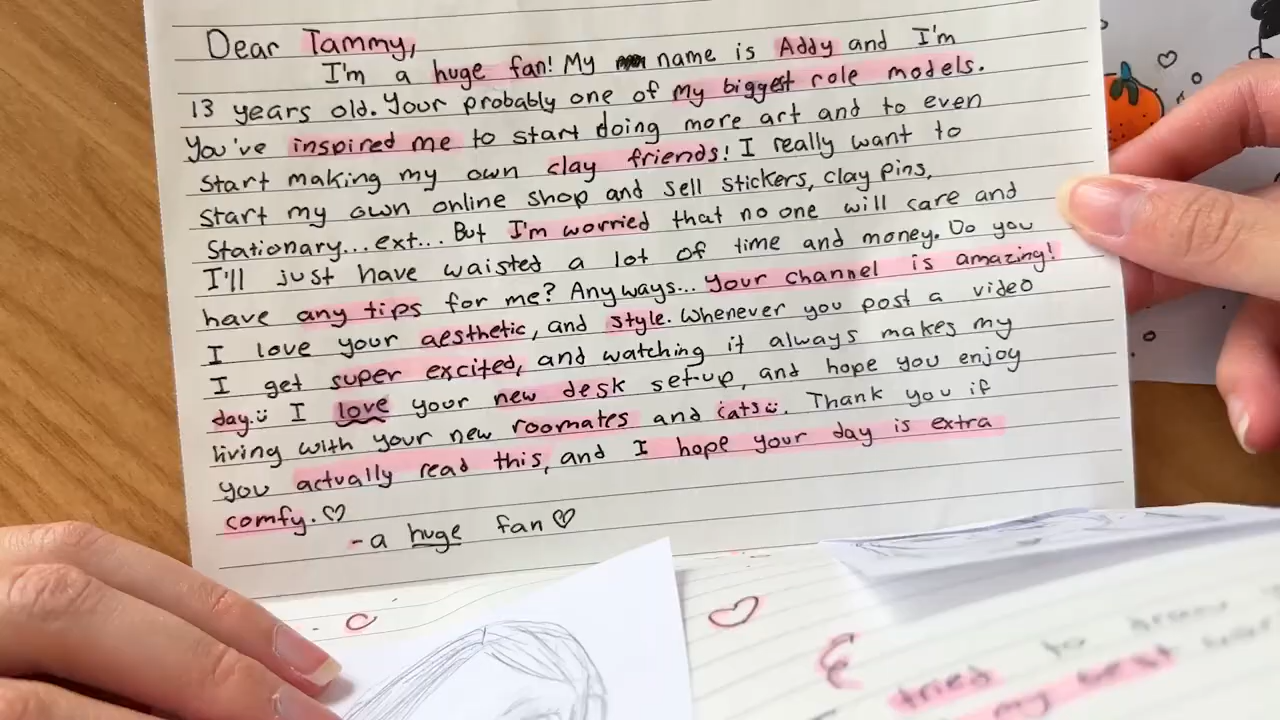 Dear Tammy,
I'm a huge fan! My name is Addy and I'm
13 years old. Your probably one of my biggest role models.
You've inspired me to start doing more art and to even
start making my own clay friends! I really want to
start my own online shop and sell stickers, clay pins,
Stationary...ext... But I'm worried that no one will care and
I'll just have waisted a lot of time and money. Do you
have any tips for me? Anyways... Your channel is amazing!
I love your aesthetic, and style. Whenever you post a video
I get super excited, and watching it always makes my
day. I love your new desk set-up, and hope you enjoy
living with your new roomates and cats. Thank you if
you actually read this, and I hope your day is extra
comfy. ♡
-a huge fan ♡
tried to
my best